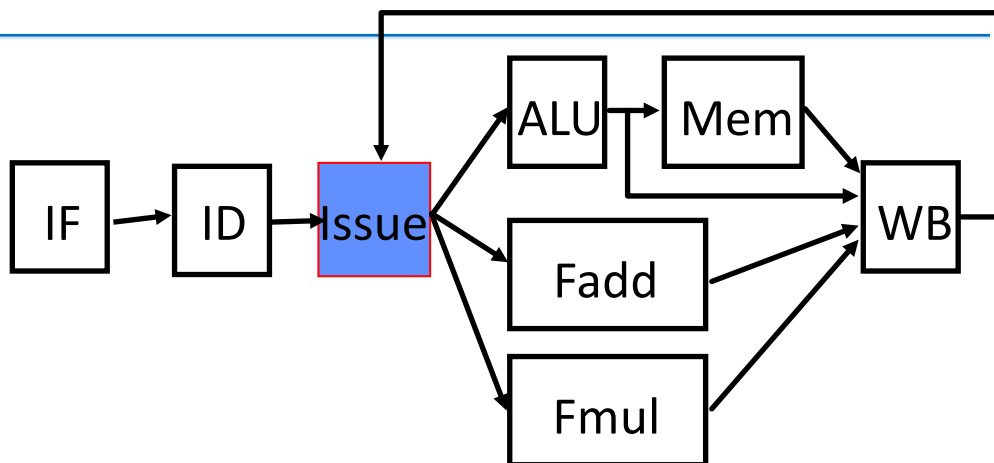 IF
ID
Issue
ALU
Mem
Fadd
Fmul
WB